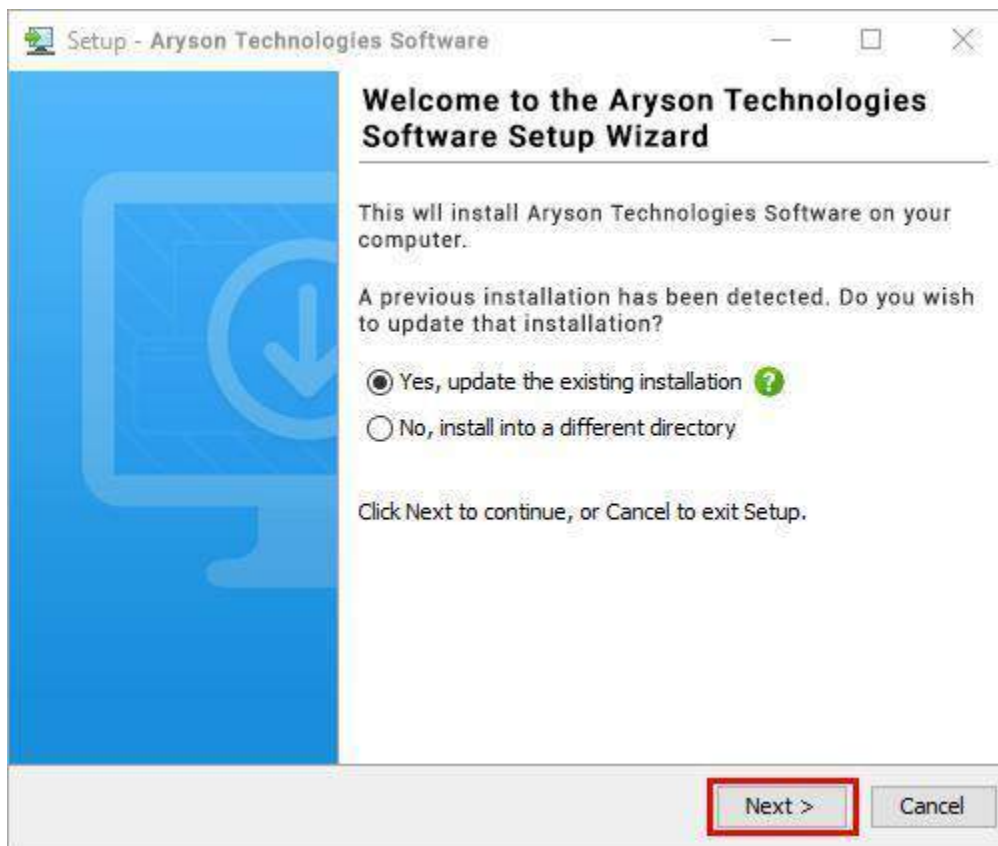 Setup - Aryson Technologies Software
Welcome to the Aryson Technologies
Software Setup Wizard
This wll install Aryson Technologies Software on your
computer.
A previous installation has been detected. Do you wish
to update that installation?
Yes, update the existing installation ?
No, install into a different directory
Click Next to continue, or Cancel to exit Setup.
Next >
Cancel